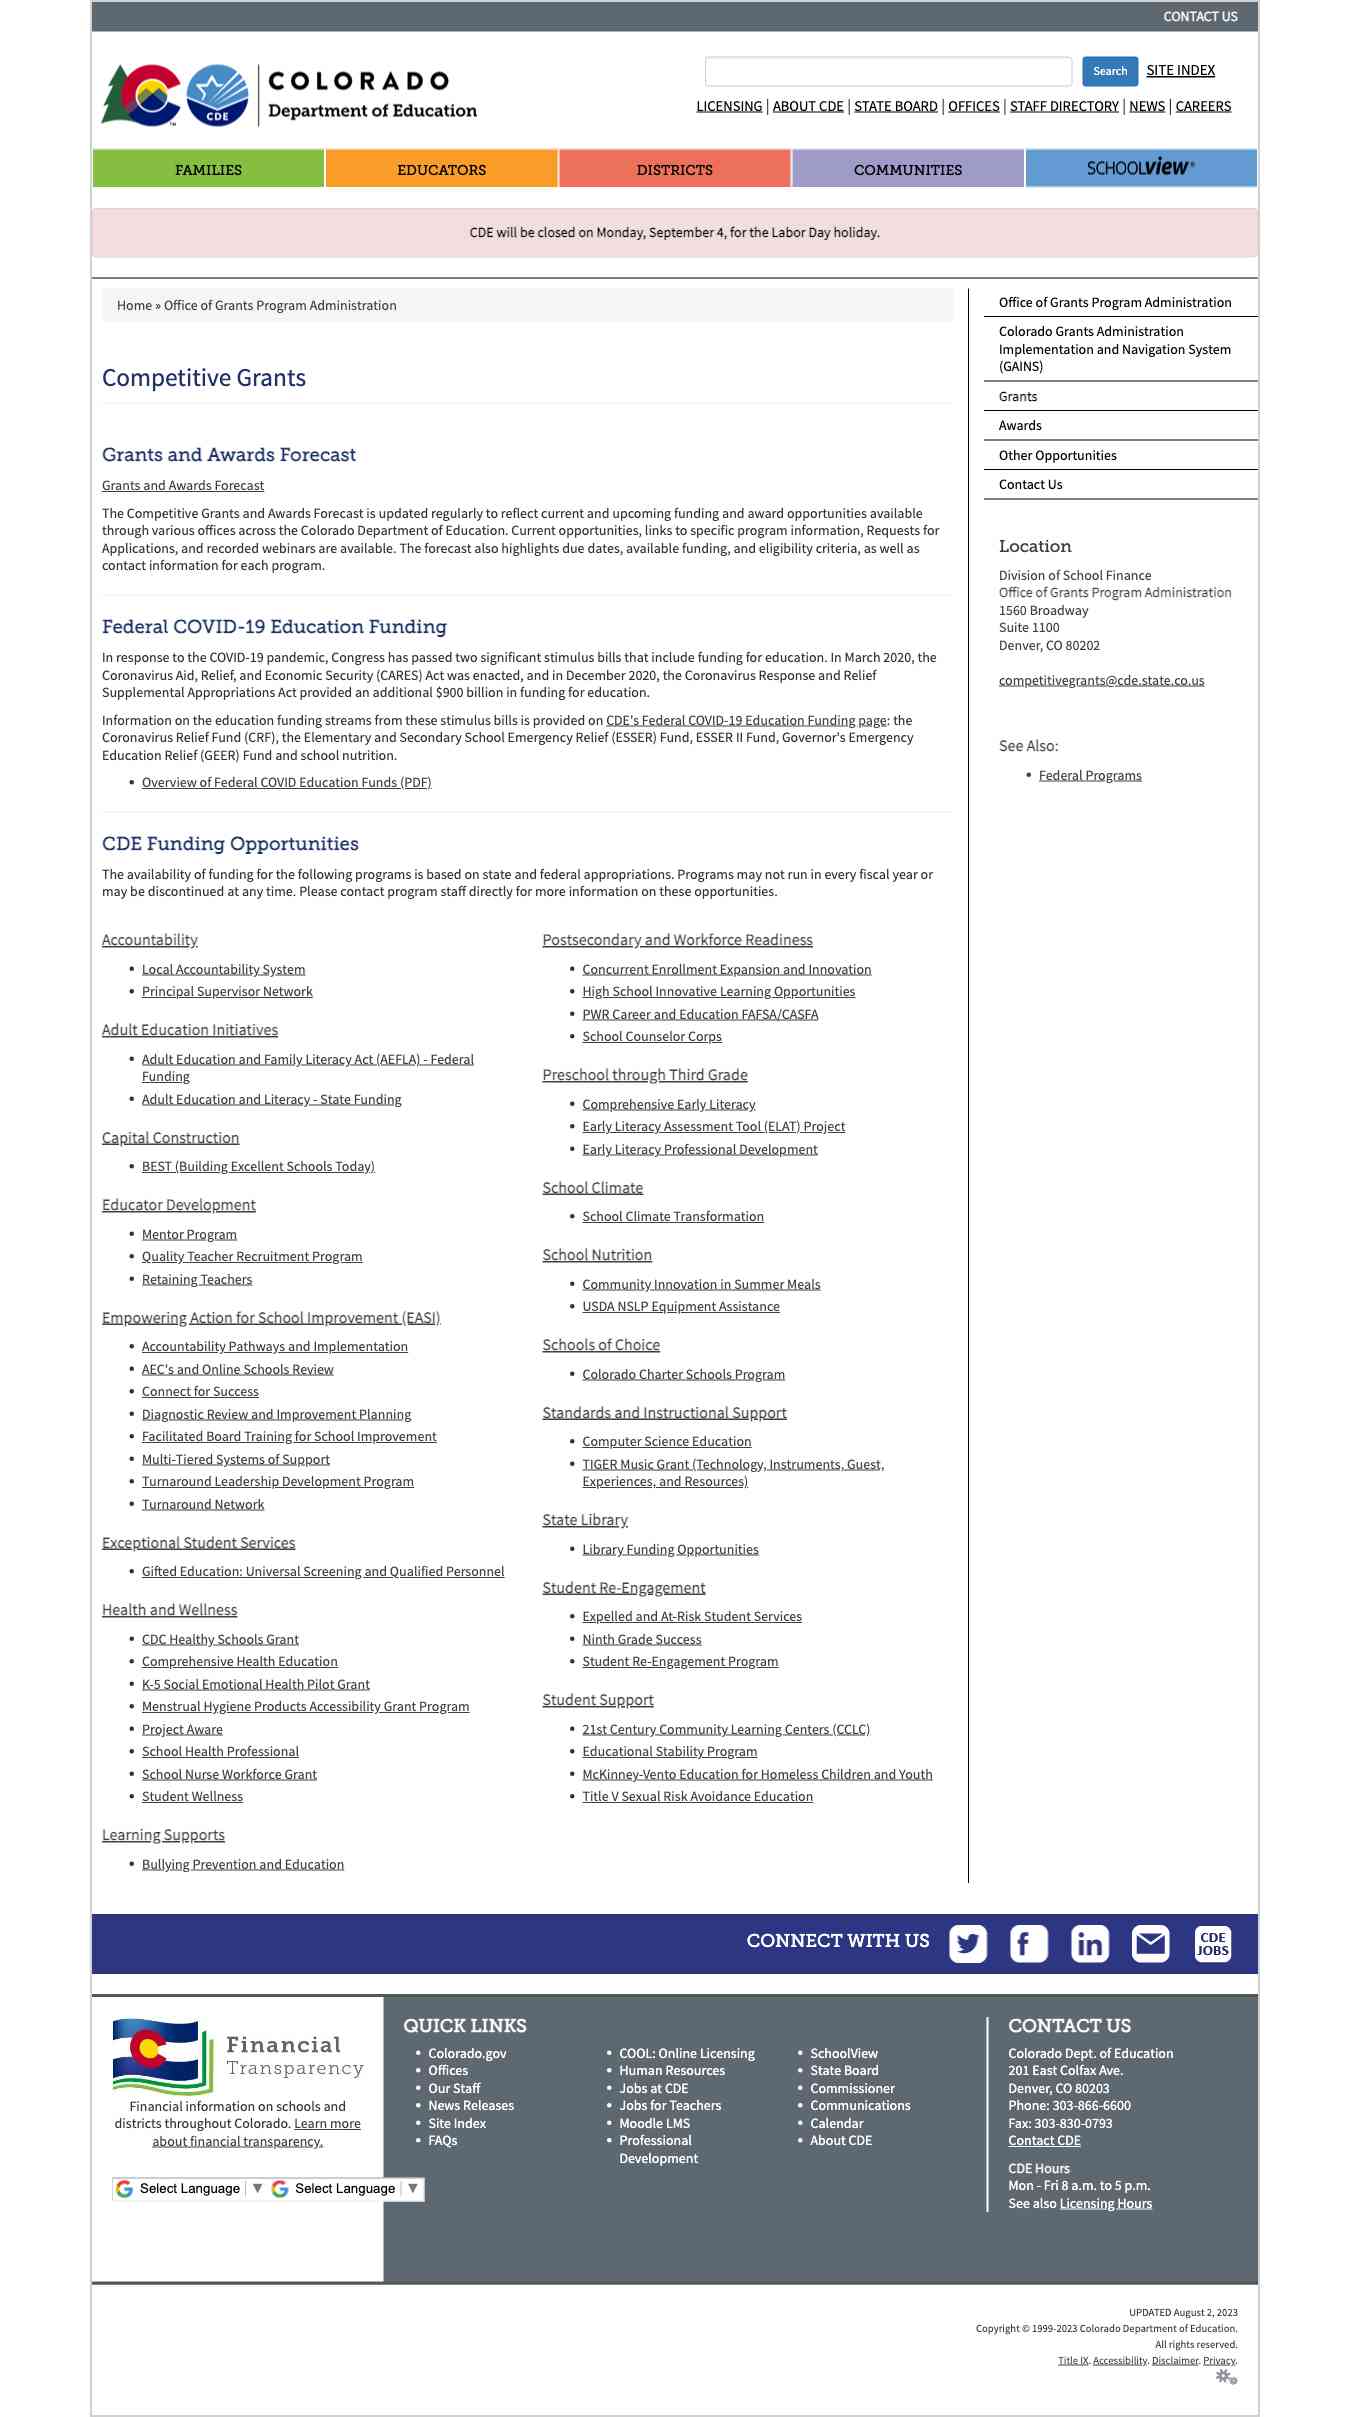 CONTACT US
CDE
COLORADO
Department of Education
Search
SITE INDEX
LICENSING | ABOUT CDE | STATE BOARD | OFFICES | STAFF DIRECTORY | NEWS | CAREERS
FAMILIES
EDUCATORS
DISTRICTS
COMMUNITIES
SCHOOLview®
CDE will be closed on Monday, September 4, for the Labor Day holiday.
Home » Office of Grants Program Administration
Competitive Grants
Grants and Awards Forecast
Grants and Awards Forecast
The Competitive Grants and Awards Forecast is updated regularly to reflect current and upcoming funding and award opportunities available
through various offices across the Colorado Department of Education. Current opportunities, links to specific program information, Requests for
Applications, and recorded webinars are available. The forecast also highlights due dates, available funding, and eligibility criteria, as well as
contact information for each program.
Federal COVID-19 Education Funding
In response to the COVID-19 pandemic, Congress has passed two significant stimulus bills that include funding for education. In March 2020, the
Coronavirus Aid, Relief, and Economic Security (CARES) Act was enacted, and in December 2020, the Coronavirus Response and Relief
Supplemental Appropriations Act provided an additional $900 billion in funding for education.
Information on the education funding streams from these stimulus bills is provided on CDE's Federal COVID-19 Education Funding page: the
Coronavirus Relief Fund (CRF), the Elementary and Secondary School Emergency Relief (ESSER) Fund, ESSER II Fund, Governor's Emergency
Education Relief (GEER) Fund and school nutrition.
• Overview of Federal COVID Education Funds (PDF)
CDE Funding Opportunities
The availability of funding for the following programs is based on state and federal appropriations. Programs may not run in every fiscal year or
may be discontinued at any time. Please contact program staff directly for more information on these opportunities.
Accountability
• Local Accountability System
• Principal Supervisor Network
Adult Education Initiatives
• Adult Education and Family Literacy Act (AEFLA) - Federal
Funding
• Adult Education and Literacy - State Funding
Capital Construction
• BEST (Building Excellent Schools Today)
Educator Development
• Mentor Program
• Quality Teacher Recruitment Program
• Retaining Teachers
Empowering Action for School Improvement (EASI)
• Accountability Pathways and Implementation
• AEC's and Online Schools Review
• Connect for Success
• Diagnostic Review and Improvement Planning
• Facilitated Board Training for School Improvement
• Multi-Tiered Systems of Support
• Turnaround Leadership Development Program
• Turnaround Network
Exceptional Student Services
• Gifted Education: Universal Screening and Qualified Personnel
Health and Wellness
• CDC Healthy Schools Grant
• Comprehensive Health Education
• K-5 Social Emotional Health Pilot Grant
• Menstrual Hygiene Products Accessibility Grant Program
• Project Aware
• School Health Professional
• School Nurse Workforce Grant
• Student Wellness
Learning Supports
• Bullying Prevention and Education
Postsecondary and Workforce Readiness
• Concurrent Enrollment Expansion and Innovation
• High School Innovative Learning Opportunities
• PWR Career and Education FAFSA/CASFA
• School Counselor Corps
Preschool through Third Grade
• Comprehensive Early Literacy
• Early Literacy Assessment Tool (ELAT) Project
• Early Literacy Professional Development
School Climate
• School Climate Transformation
School Nutrition
• Community Innovation in Summer Meals
• USDA NSLP Equipment Assistance
Schools of Choice
• Colorado Charter Schools Program
Standards and Instructional Support
• Computer Science Education
• TIGER Music Grant (Technology, Instruments, Guest,
Experiences, and Resources)
State Library
• Library Funding Opportunities
Student Re-Engagement
• Expelled and At-Risk Student Services
• Ninth Grade Success
• Student Re-Engagement Program
Student Support
• 21st Century Community Learning Centers (CCLC)
• Educational Stability Program
• McKinney-Vento Education for Homeless Children and Youth
• Title V Sexual Risk Avoidance Education
Office of Grants Program Administration
Colorado Grants Administration
Implementation and Navigation System
(GAINS)
Grants
Awards
Other Opportunities
Contact Us
Location
Division of School Finance
Office of Grants Program Administration
1560 Broadway
Suite 1100
Denver, CO 80202
competitivegrants@cde.state.co.us
See Also:
• Federal Programs
CONNECT WITH US
CDE
JOBS
Financial
Transparency
Financial information on schools and
districts throughout Colorado. Learn more
about financial transparency.
Select Language ▼
Select Language ▼
QUICK LINKS
• Colorado.gov
• Offices
• Our Staff
• News Releases
• Site Index
• FAQs
• COOL: Online Licensing
• Human Resources
• Jobs at CDE
• Jobs for Teachers
• Moodle LMS
• Professional
Development
• SchoolView
• State Board
• Commissioner
• Communications
• Calendar
• About CDE
CONTACT US
Colorado Dept. of Education
201 East Colfax Ave.
Denver, CO 80203
Phone: 303-866-6600
Fax: 303-830-0793
Contact CDE
CDE Hours
Mon - Fri 8 a.m. to 5 p.m.
See also Licensing Hours
UPDATED August 2, 2023
Copyright © 1999-2023 Colorado Department of Education.
All rights reserved.
Title IX. Accessibility. Disclaimer. Privacy.